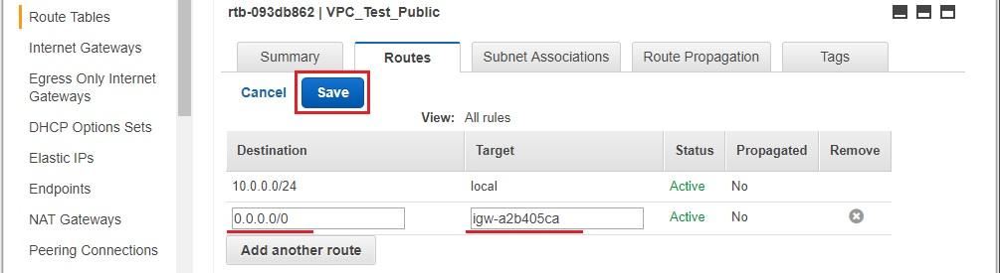 Route Tables
Internet Gateways
Egress Only Internet
Gateways
DHCP Options Sets
Elastic IPs
Endpoints
NAT Gateways
Peering Connections
rtb-093db862 | VPC_Test_Public
Summary Routes Subnet Associations Route Propagation Tags
Cancel Save
View: All rules
Destination Target Status Propagated Remove
10.0.0.0/24 local Active No
0.0.0.0/0 igw-a2b405ca Active No
Add another route